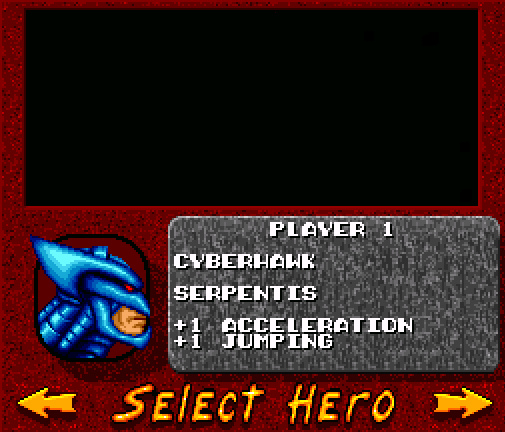 PLAYER 1
CYBERHAWK
SERPENTIS
+1 ACCELERATION
+1 JUMPING
SELECT HERO